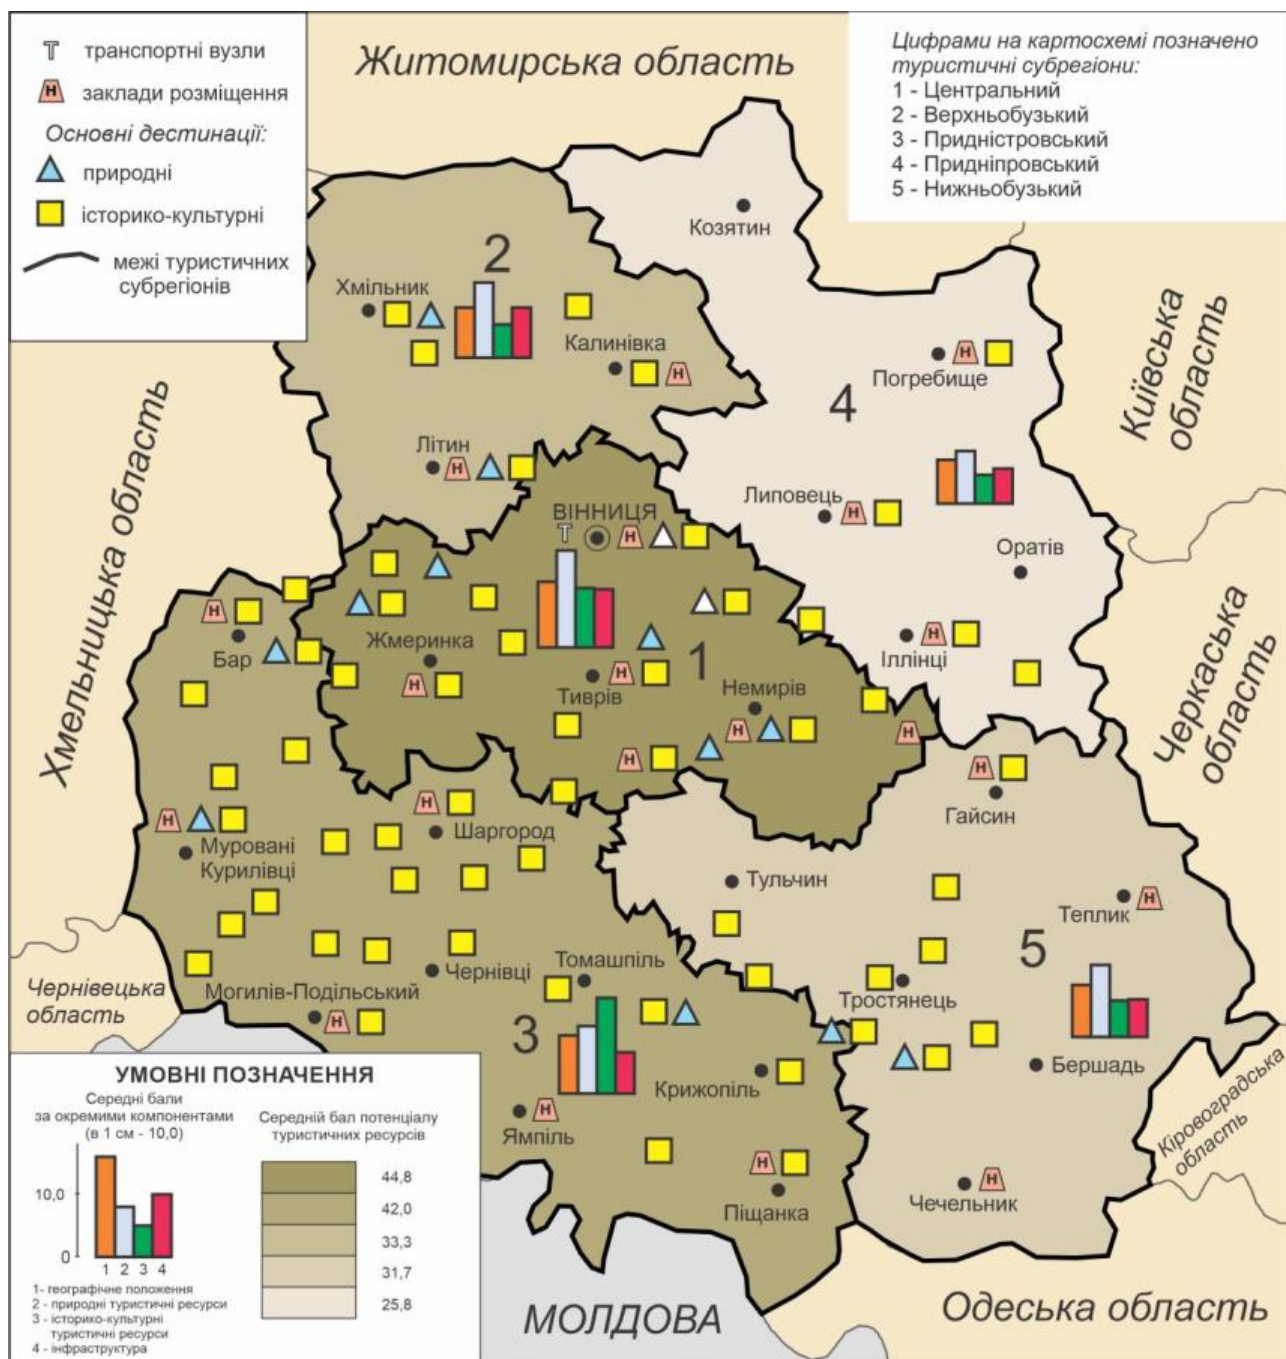 Т транспортні вузли
Н заклади розміщення
Основні дестинації:
природні
історико-культурні
межі туристичних
субрегіонів
Житомирська область
Цифрами на картосхемі позначено
туристичні субрегіони:
1 - Центральний
2 - Верхньобузький
3 - Придністровський
4 - Придніпровський
5 - Нижньобузький
Козятин
2
Хмільник
Калинівка
Н
Погребище
Н
4
Київська
область
Хмельницька область
Літин
Н
ВІННИЦЯ
Т
Н
Липовець
Н
Оратів
Н
Бар
Жмеринка
Н
Тиврів
Н
1
Немирів
Н
Н
Н
Іллінці
Н
Черкаська
область
Н
Гайсин
Н
Шаргород
Н
Муровані
Курилівці
Тульчин
Теплик
Н
5
Чернівці
Томашпіль
Тростянець
Чернівецька
область
Могилів-Подільський
Н
3
Крижопіль
Бершадь
Кіровоградська
область
Ямпіль
Н
Н
Піщанка
Чечельник
Н
МОЛДОВА
Одеська область
УМОВНІ ПОЗНАЧЕННЯ
Середні бали
за окремими компонентами
(в 1 см - 10,0)
10,0
0
1 2 3 4
1- географічне положення
2 - природні туристичні ресурси
3 - історико-культурні
туристичні ресурси
4 - інфраструктура
Середній бал потенціалу
туристичних ресурсів
44,8
42,0
33,3
31,7
25,8